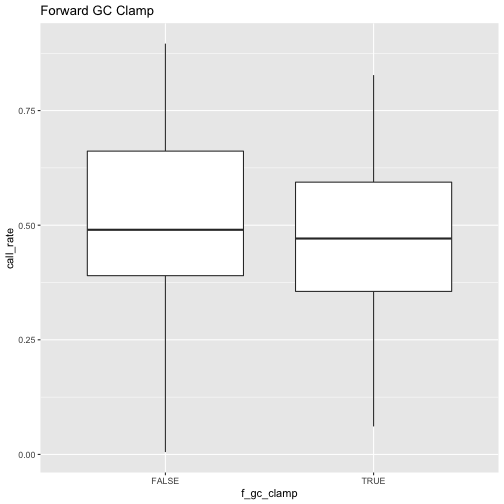 Forward GC Clamp
call_rate
0.75
0.50
0.25
0.00
FALSE TRUE
f_gc_clamp